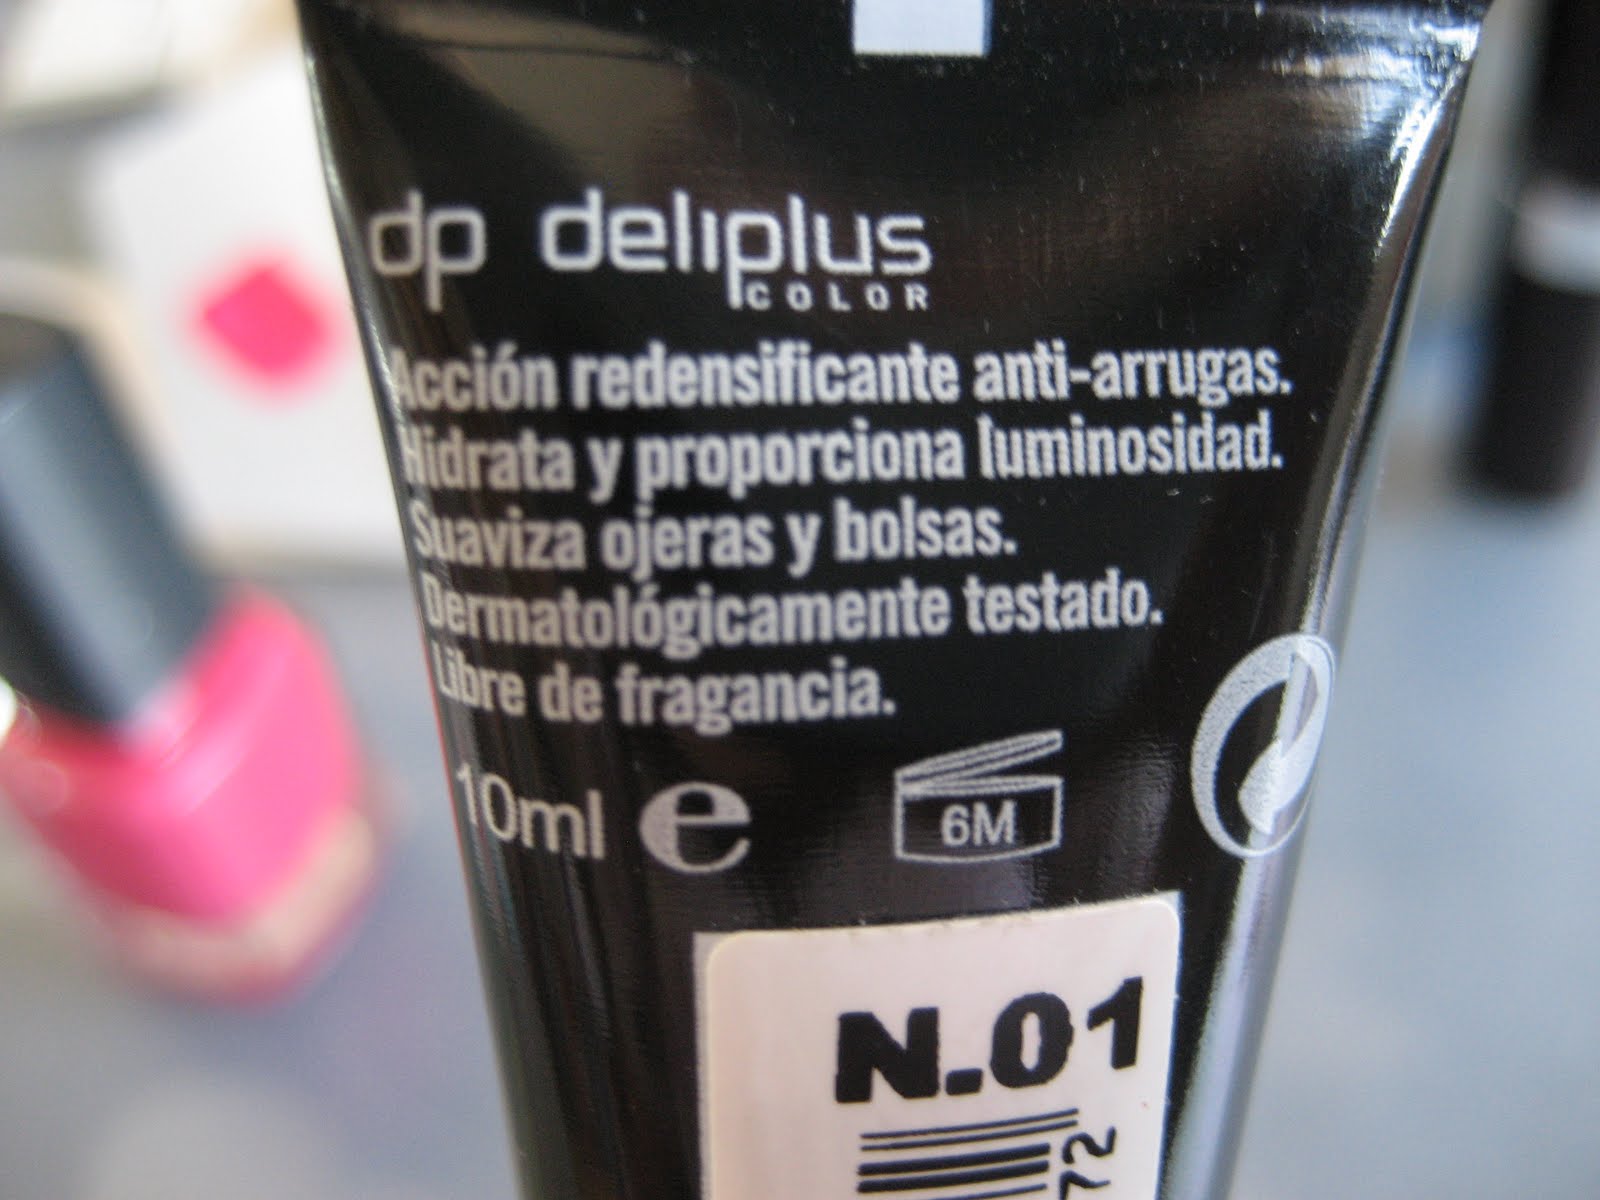 dp deliplus
COLOR
Acción redensificante anti-arrugas.
Hidrata y proporciona luminosidad.
Suaviza ojeras y bolsas.
Dermatológicamente testado.
Libre de fragancia.
10ml e 6M
N.01
72